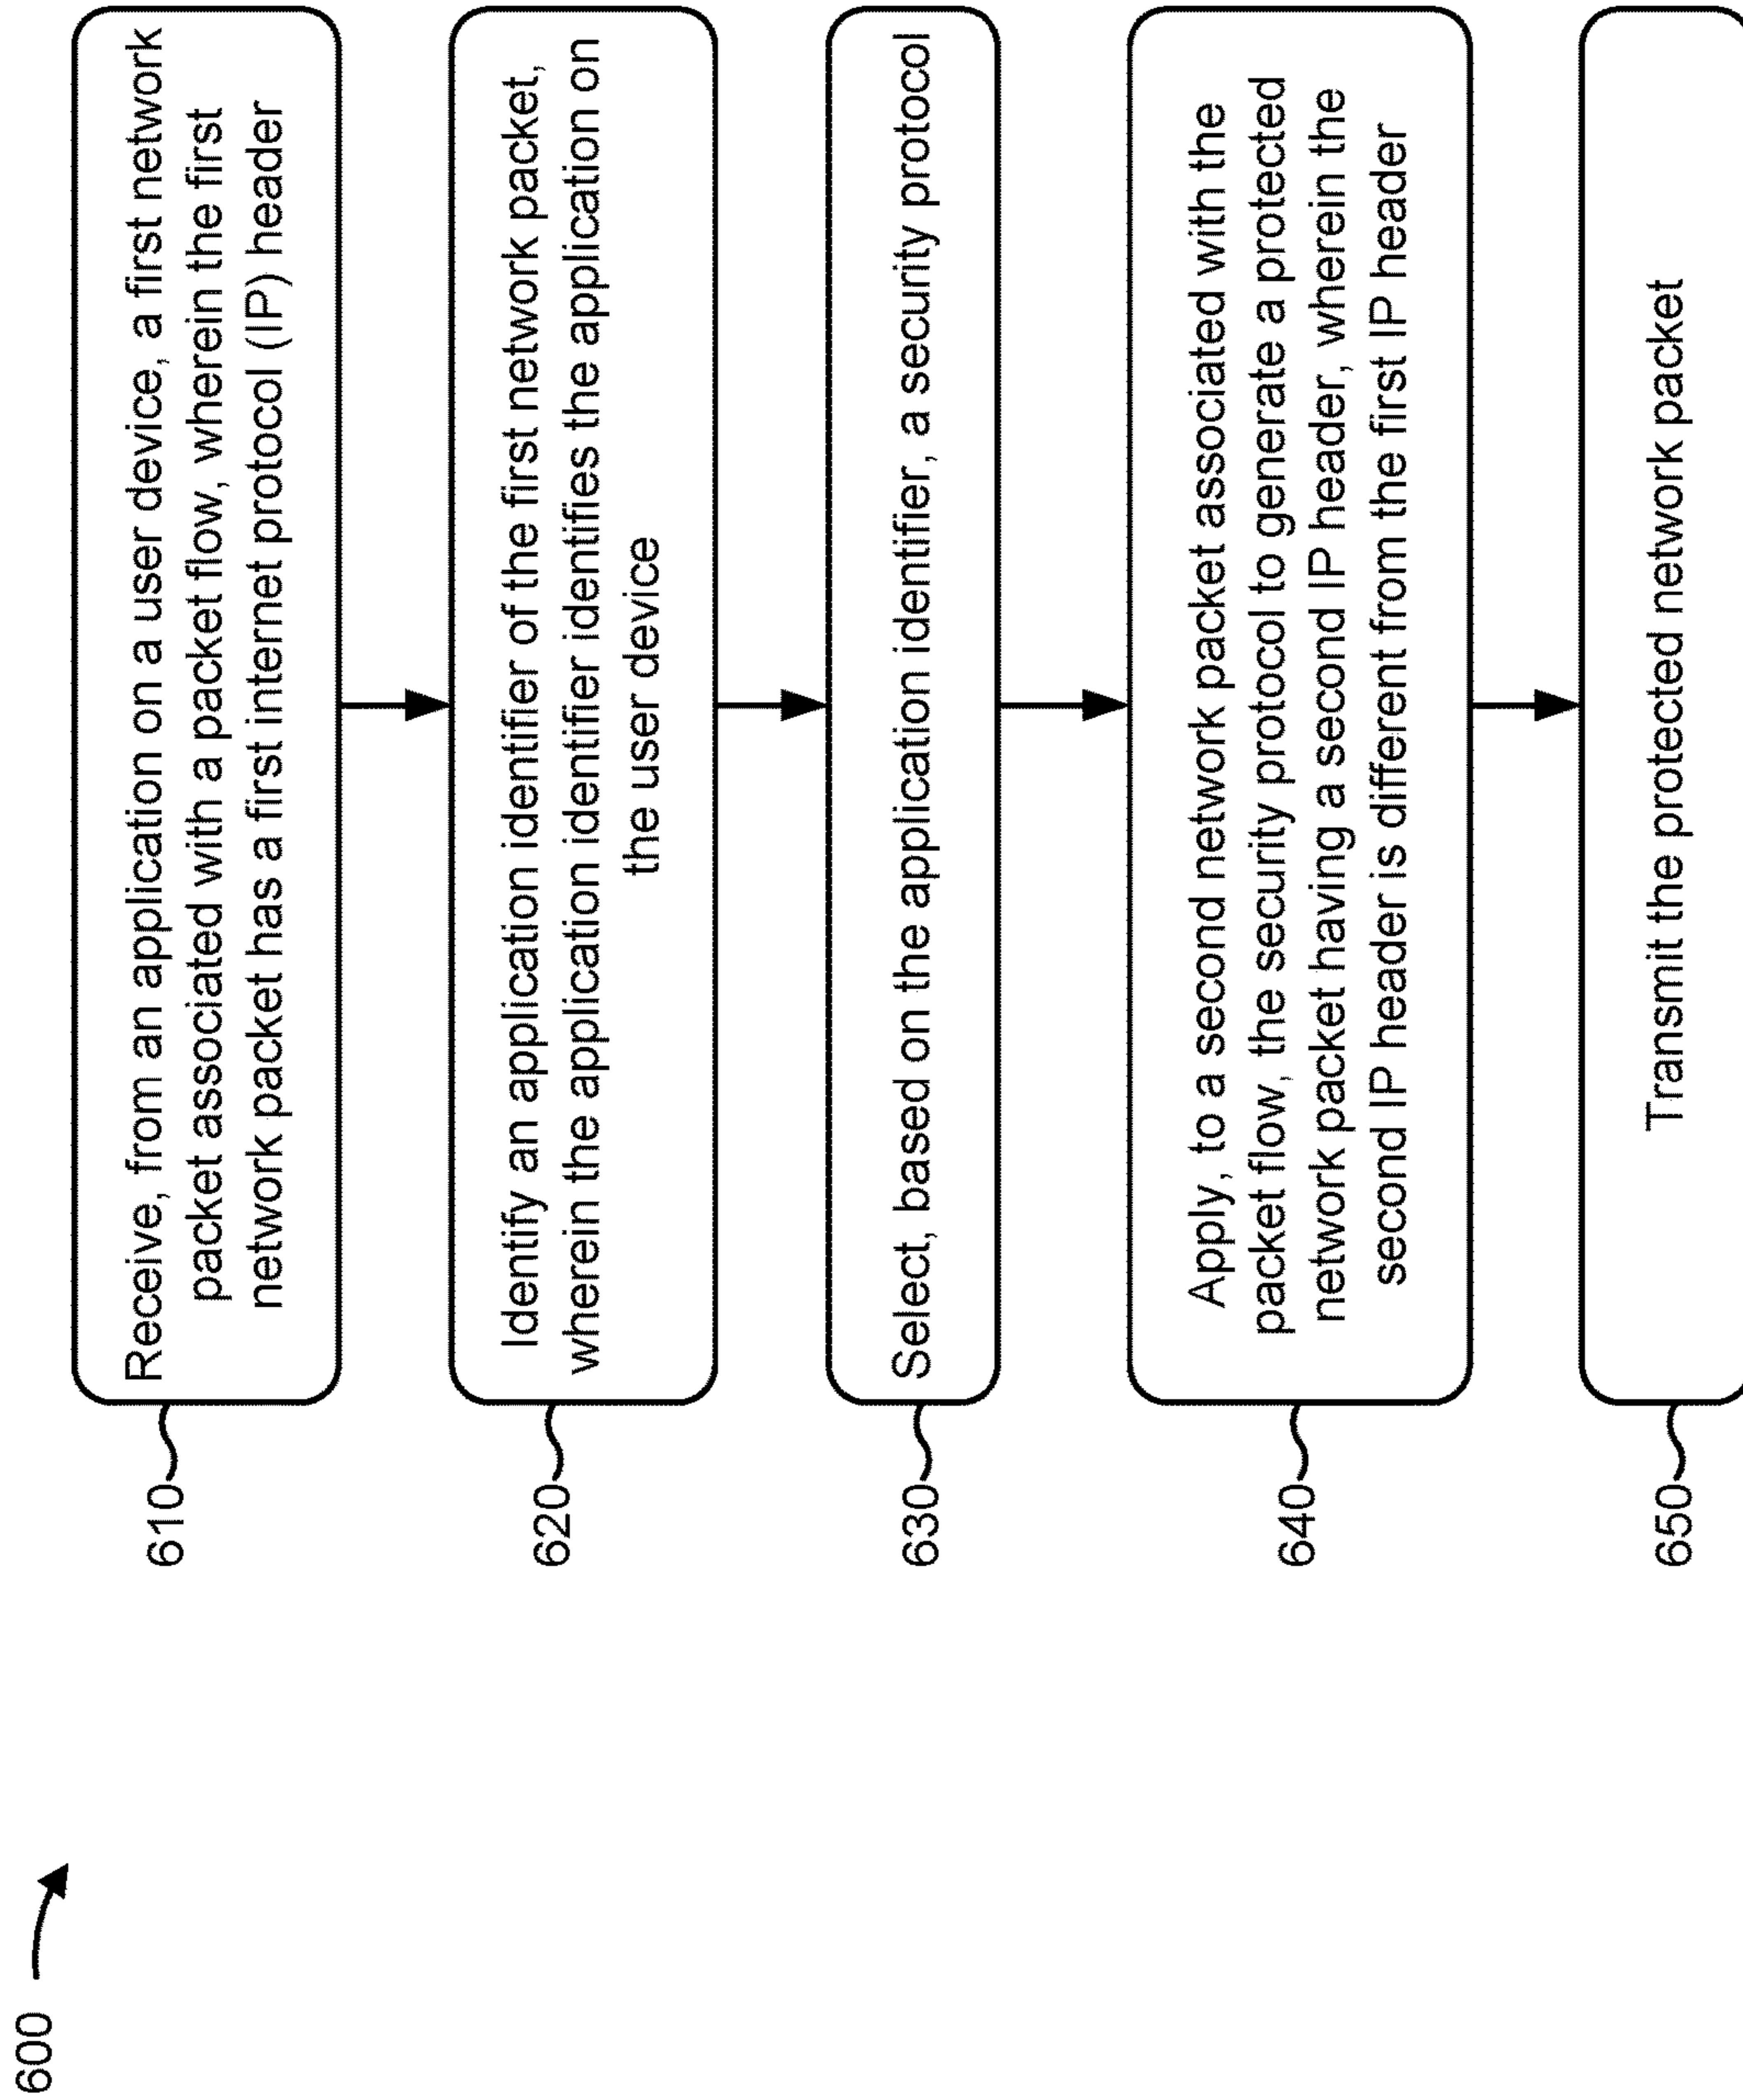 600
610
Receive, from an application on a user device, a first network
packet associated with a packet flow, wherein the first
network packet has a first internet protocol (IP) header
620
Identify an application identifier of the first network packet,
wherein the application identifier identifies the application on
the user device
630
Select, based on the application identifier, a security protocol
640
Apply, to a second network packet associated with the
packet flow, the security protocol to generate a protected
network packet having a second IP header, wherein the
second IP header is different from the first IP header
650
Transmit the protected network packet